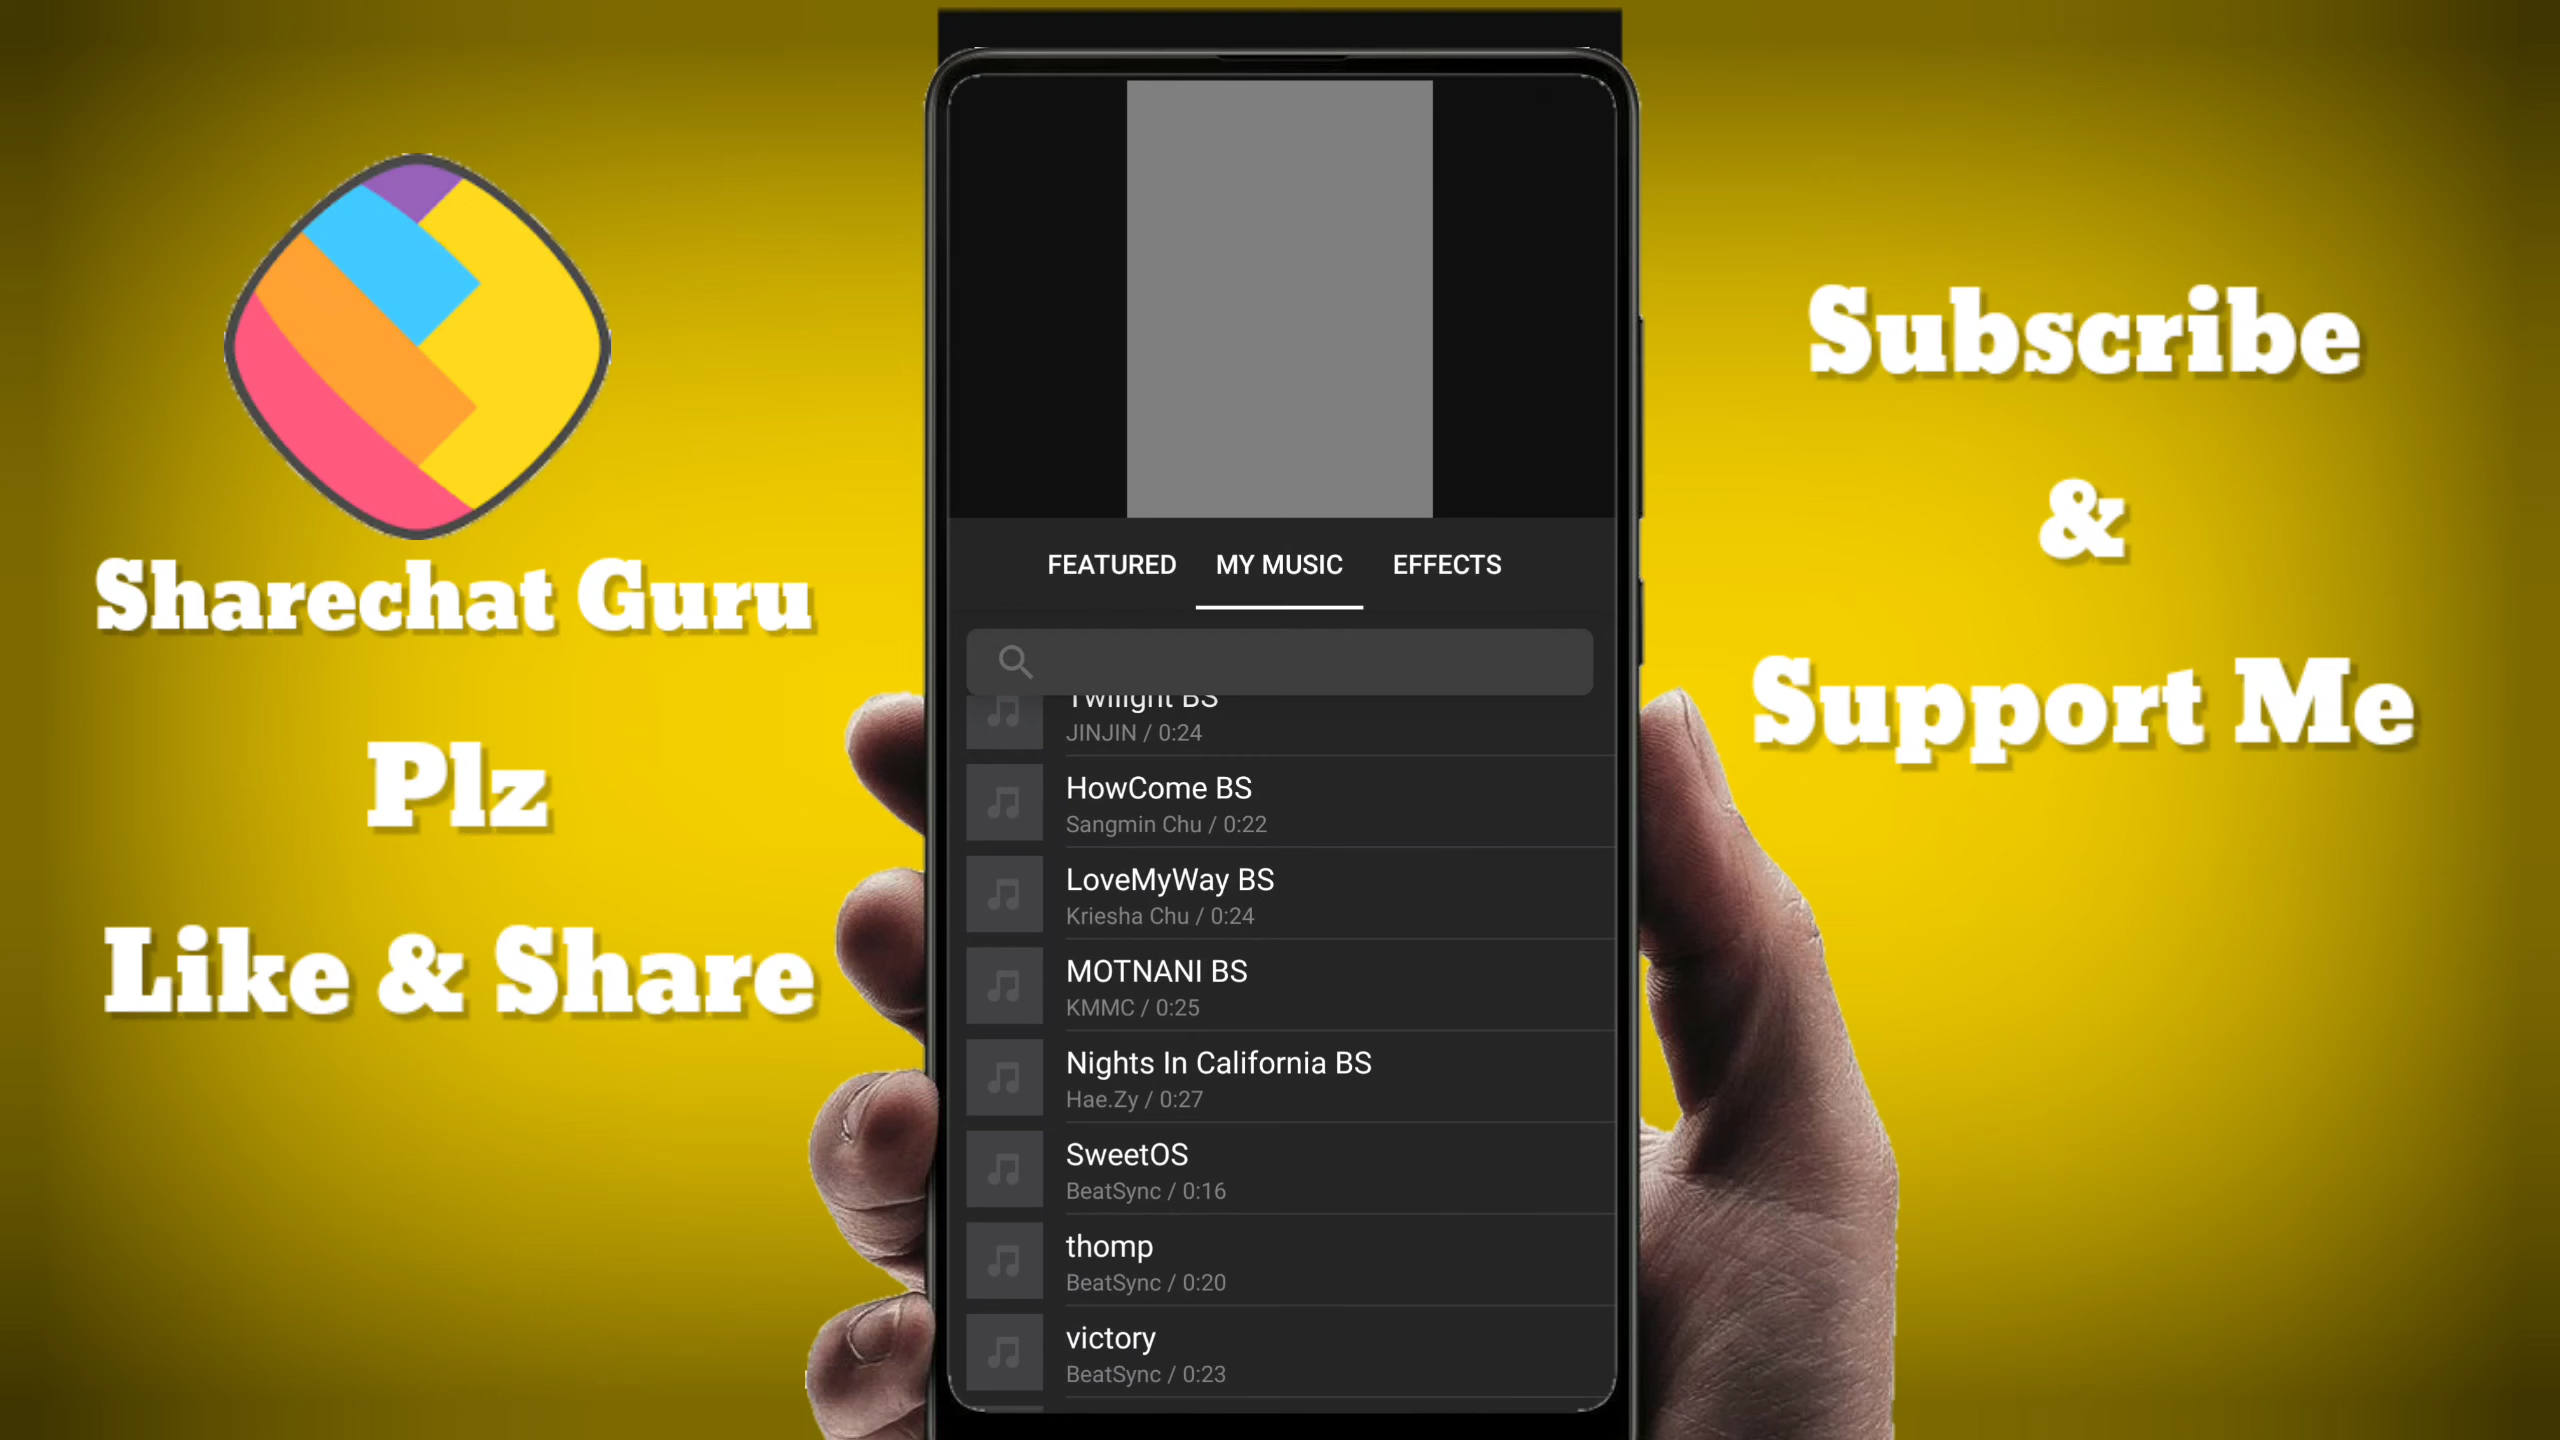 Sharechat Guru
Plz
Like & Share
FEATURED MY MUSIC EFFECTS
Twilight BS
JINJIN / 0:24
HowCome BS
Sangmin Chu / 0:22
LoveMyWay BS
Kriesha Chu / 0:24
MOTNANI BS
KMMC / 0:25
Nights In California BS
Hae.Zy / 0:27
SweetOS
BeatSync / 0:16
thomp
BeatSync / 0:20
victory
BeatSync / 0:23
Subscribe
&
Support Me